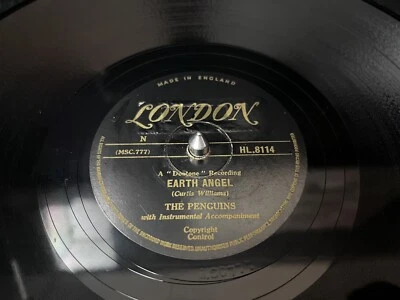 MADE IN ENGLAND
LONDON
N
(MSC.777) HL.8114
A "Dootone" Recording
EARTH ANGEL
(Curtis Williams)
THE PENGUINS
with Instrumental Accompaniment
Copyright
Control